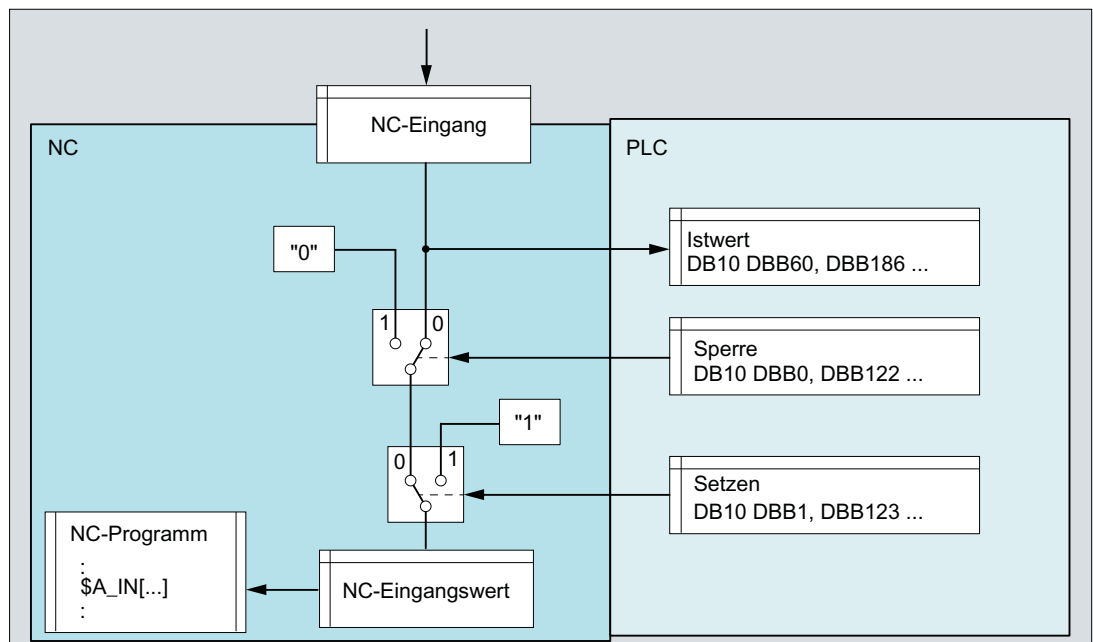 NC-Eingang
NC
PLC
"0"
Istwert
DB10 DBB60, DBB186 ...
1 0
Sperre
DB10 DBB0, DBB122 ...
"1"
0 1
Setzen
DB10 DBB1, DBB123 ...
NC-Programm
:
$A_IN[...]
:
NC-Eingangswert